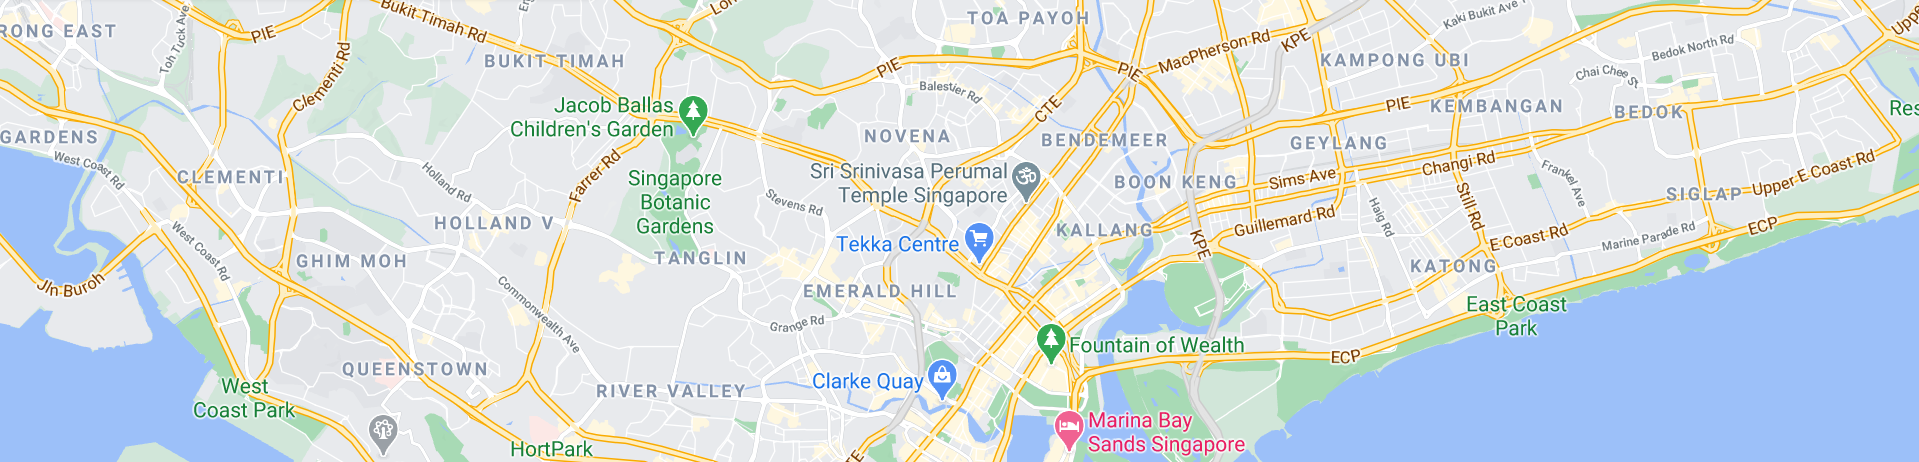 RONG EAST
Toh Tuck Ave
PIE
Clementi Rd
Bukit Timah Rd
BUKIT TIMAH
TOA PAYOH
PIE
Balestier Rd
CTE
PIE
MacPherson Rd
KPE
Kaki Bukit Ave
KAMPONG UBI
Bedok North Rd
Chai Chee St
PIE
KEMBANGAN
BEDOK
Jacob Ballas
Children's Garden
NOVENA
BENDEMEER
GEYLANG
Changi Rd
GARDENS
West Coast Rd
CLEMENTI
Holland Rd
Farrer Rd
Singapore
Botanic
Gardens
Stevens Rd
Sri Srinivasa Perumal
Temple Singapore
BOON KENG
Sims Ave
Haig Rd
Still Rd
Frankel Ave
SIGLAP
Upper E Coast Rd
HOLLAND V
West Coast Rd
Tekka Centre
KALLANG
KPE
Guillemard Rd
E Coast Rd
Marine Parade Rd
ECP
GHIM MOH
TANGLIN
KATONG
Jln Buroh
Commonwealth Ave
EMERALD HILL
East Coast
Park
Grange Rd
Fountain of Wealth
ECP
QUEENSTOWN
West
Coast Park
RIVER VALLEY
Clarke Quay
HortPark
Marina Bay
Sands Singapore